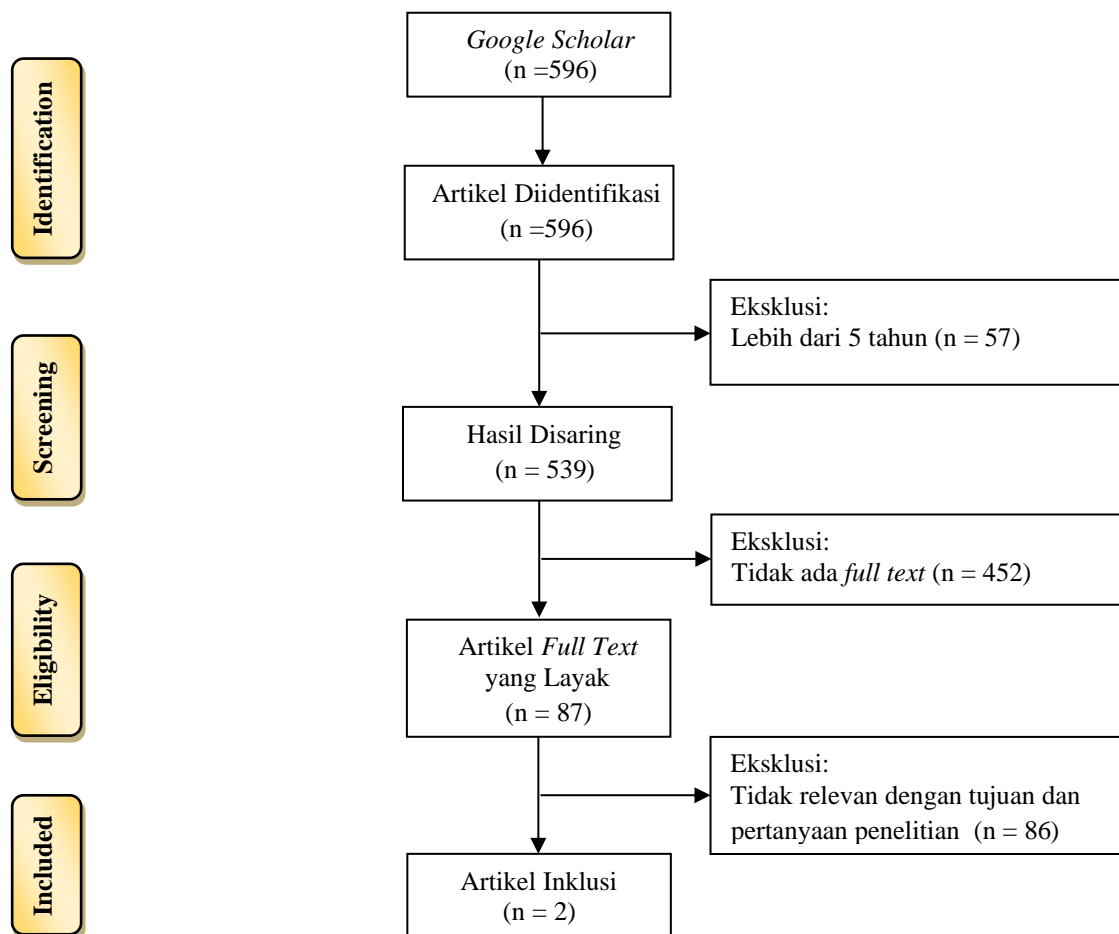 Google Scholar
(n =596)
Identification
Artikel Diidentifikasi
(n =596)
Eksklusi:
Lebih dari 5 tahun (n = 57)
Screening
Hasil Disaring
(n = 539)
Eksklusi:
Tidak ada full text (n = 452)
Eligibility
Artikel Full Text
yang Layak
(n = 87)
Eksklusi:
Tidak relevan dengan tujuan dan
pertanyaan penelitian (n = 86)
Included
Artikel Inklusi
(n = 2)